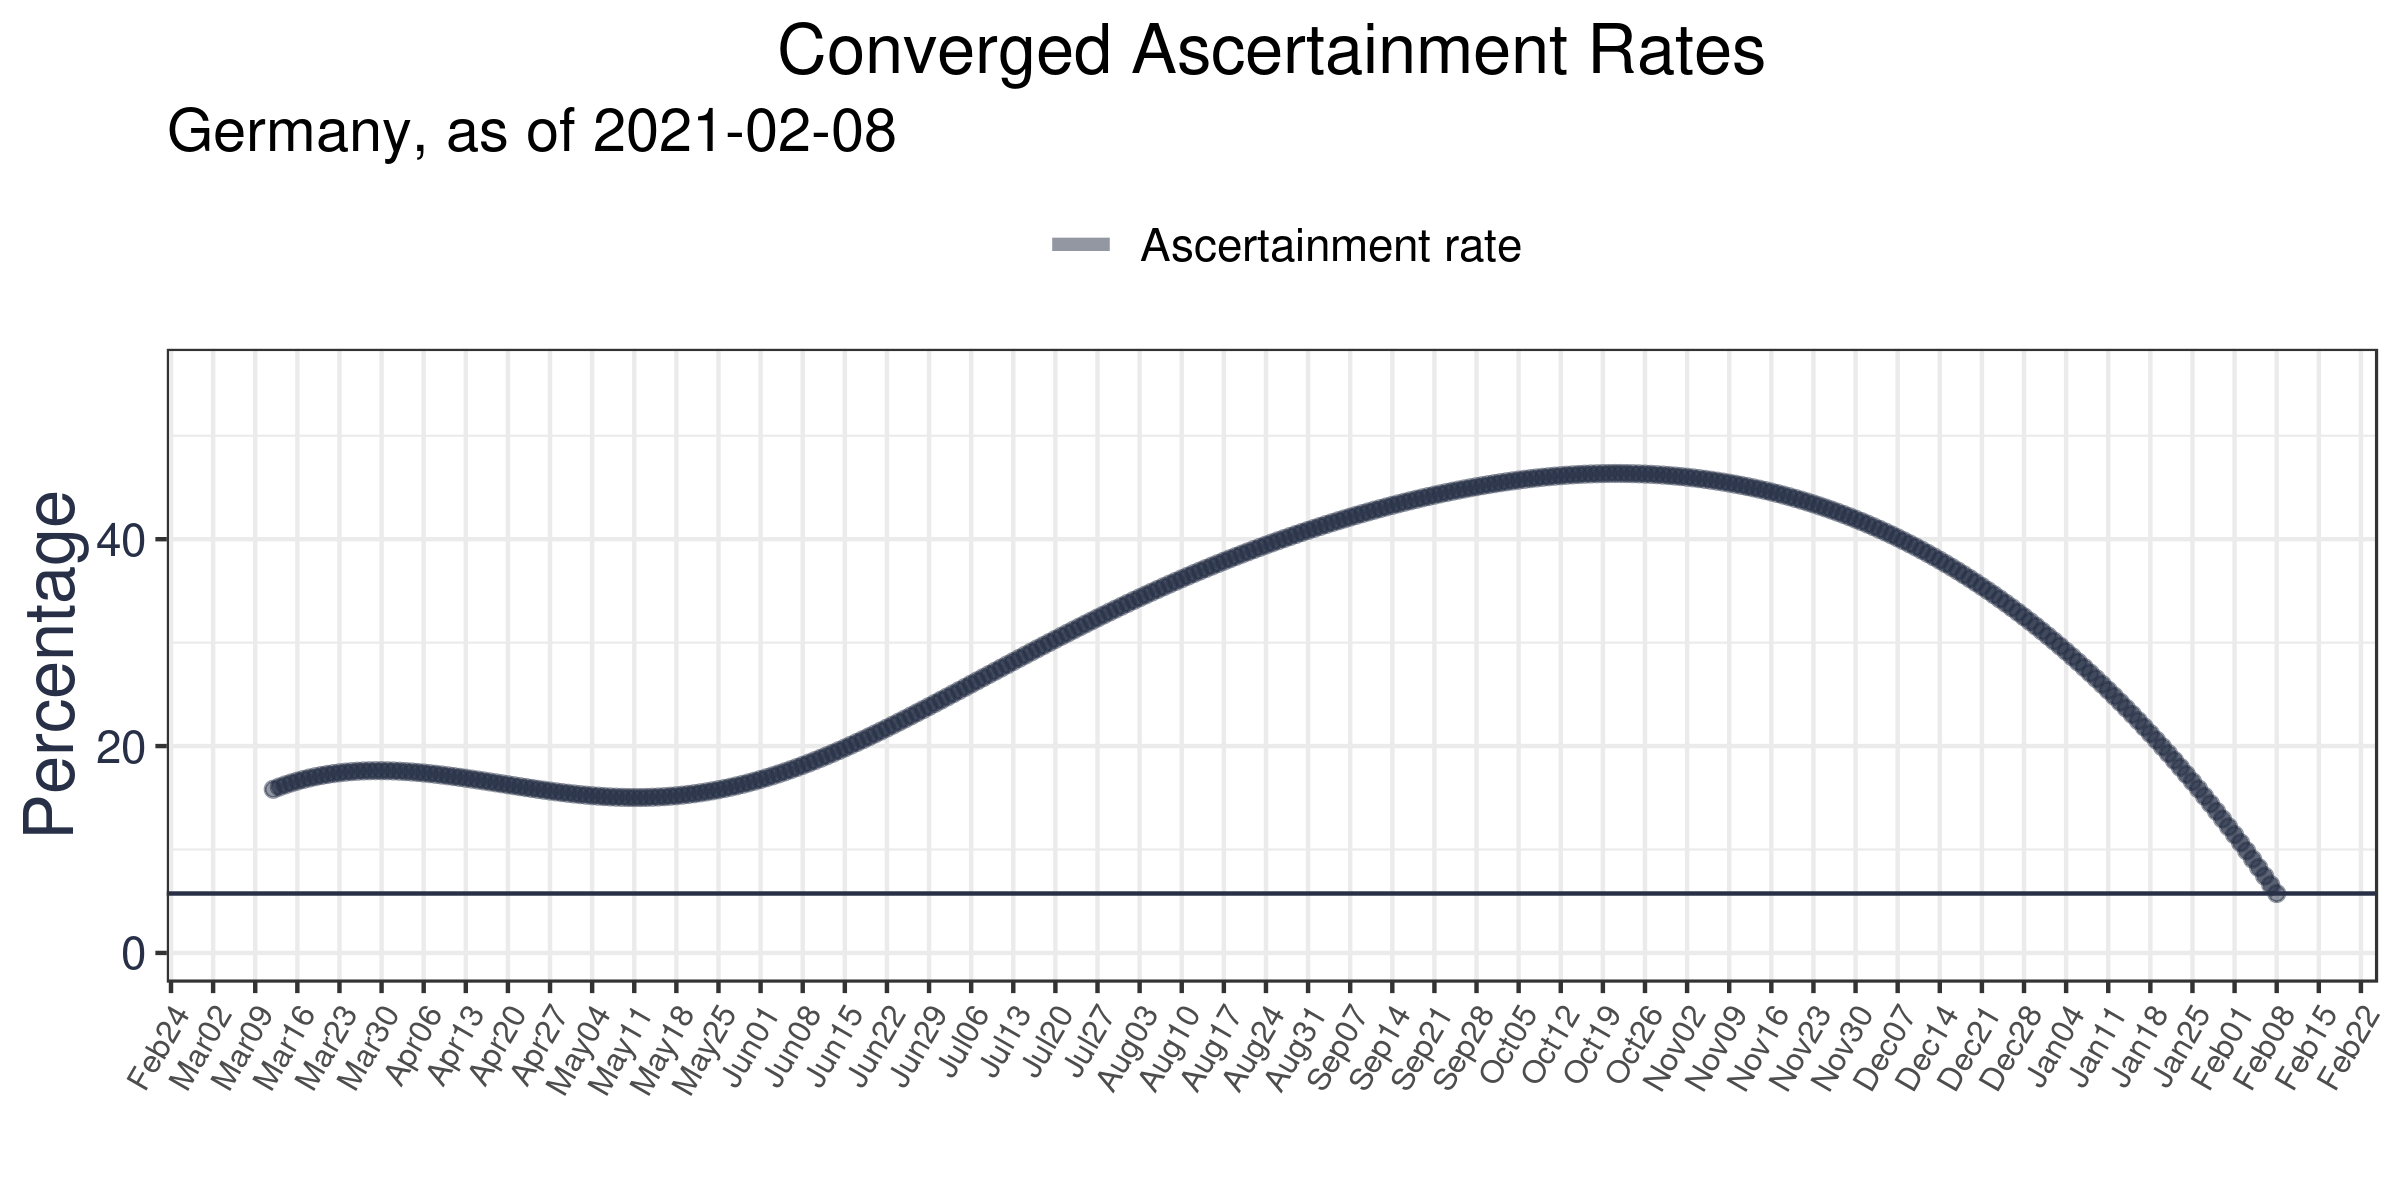 Converged Ascertainment Rates
Germany, as of 2021-02-08
Ascertainment rate
Percentage
40
20
0
Feb24 Mar02 Mar09 Mar16 Mar23 Mar30 Apr06 Apr13 Apr20 Apr27 May04 May11 May18 May25 Jun01 Jun08 Jun15 Jun22 Jun29 Jul06 Jul13 Jul20 Jul27 Aug03 Aug10 Aug17 Aug24 Aug31 Sep07 Sep14 Sep21 Sep28 Oct05 Oct12 Oct19 Oct26 Nov02 Nov09 Nov16 Nov23 Nov30 Dec07 Dec14 Dec21 Dec28 Jan04 Jan11 Jan18 Jan25 Feb01 Feb08 Feb15 Feb22